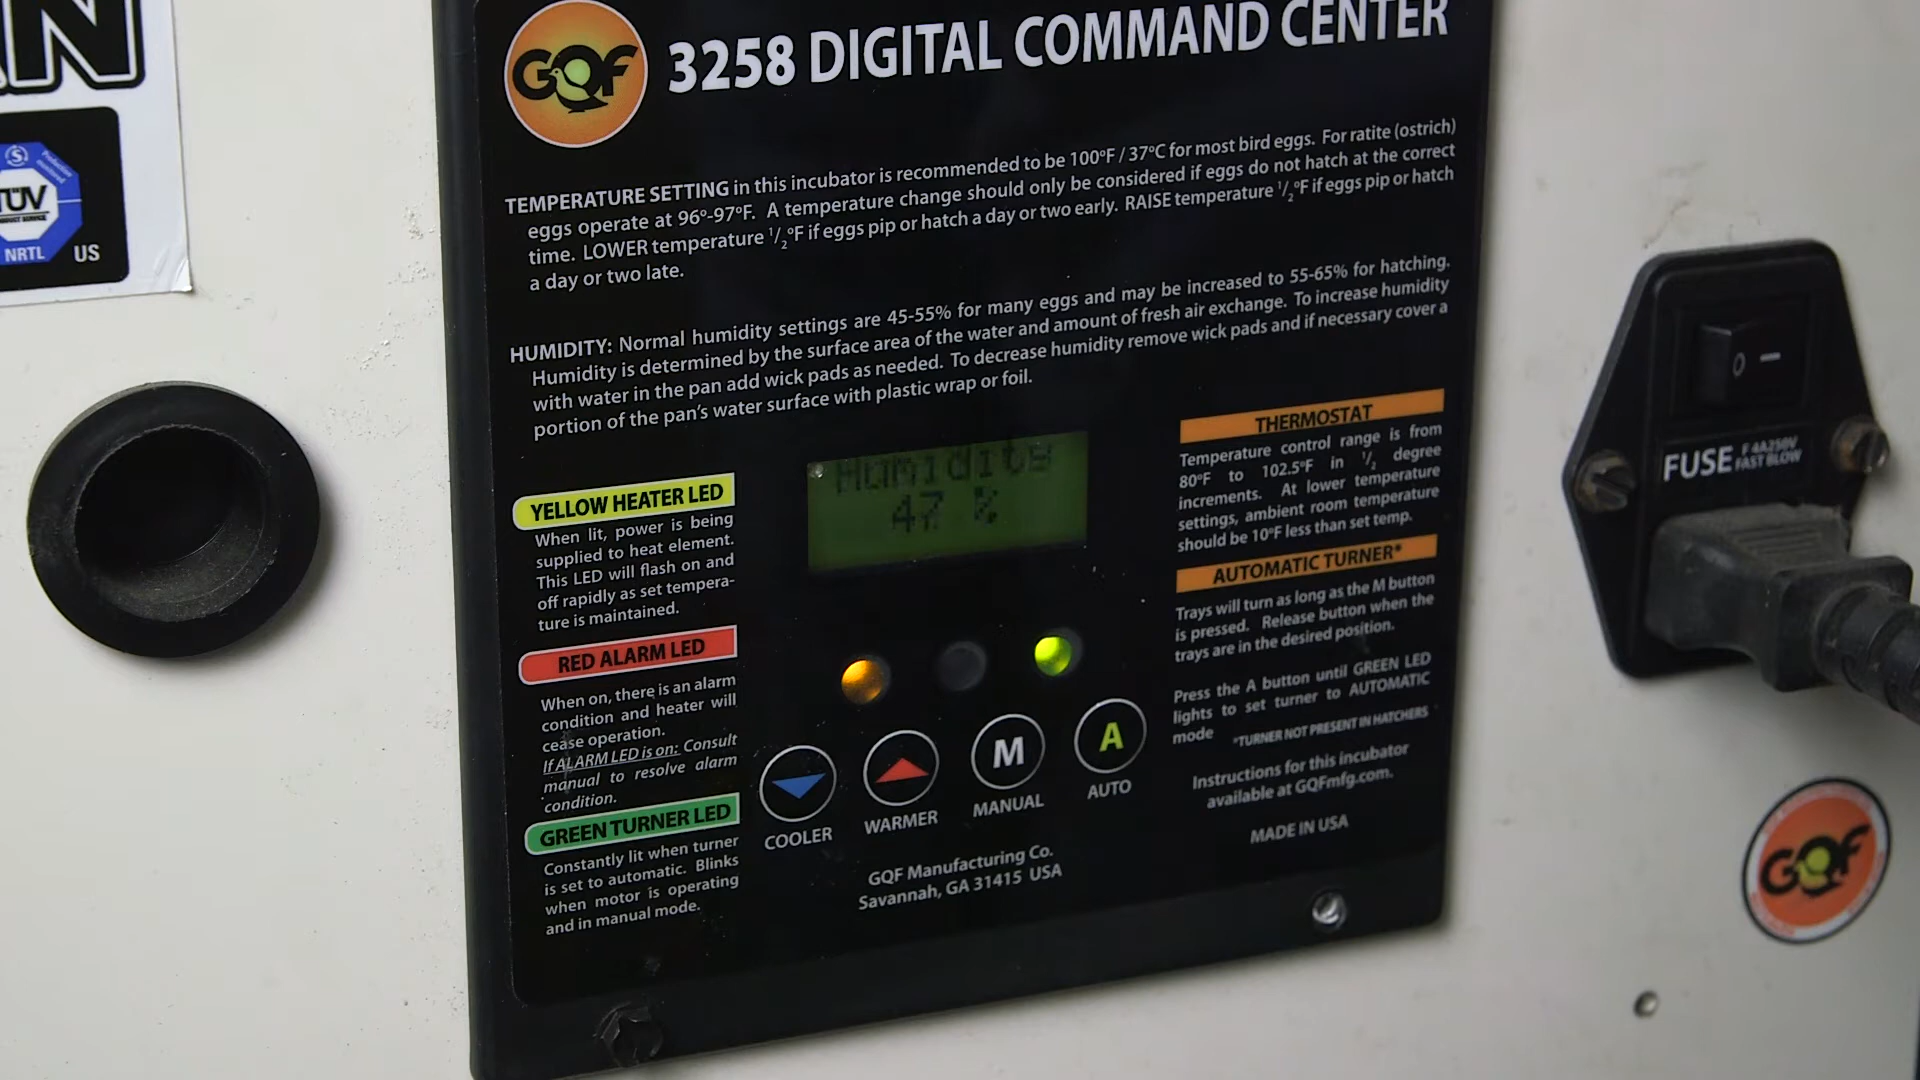 AN
TÜV
PRODUCT SERVICE
NRTL
US
GQF
3258 DIGITAL COMMAND CENTER
TEMPERATURE SETTING in this incubator is recommended to be 100ºF / 37ºC for most bird eggs. For ratite (ostrich)
eggs operate at 96º-97ºF. A temperature change should only be considered if eggs do not hatch at the correct
time. LOWER temperature 1/2ºF if eggs pip or hatch a day or two early. RAISE temperature 1/2ºF if eggs pip or hatch
a day or two late.
HUMIDITY: Normal humidity settings are 45-55% for many eggs and may be increased to 55-65% for hatching.
Humidity is determined by the surface area of the water and amount of fresh air exchange. To increase humidity
with water in the pan add wick pads as needed. To decrease humidity remove wick pads and if necessary cover a
portion of the pan's water surface with plastic wrap or foil.
YELLOW HEATER LED
When lit, power is being
supplied to heat element.
This LED will flash on and
off rapidly as set tempera-
ture is maintained.
RED ALARM LED
When on, there is an alarm
condition and heater will
cease operation.
If ALARM LED is on: Consult
manual to resolve alarm
condition.
GREEN TURNER LED
Constantly lit when turner
is set to automatic. Blinks
when motor is operating
and in manual mode.
Humidity
47 %
M
A
COOLER
WARMER
MANUAL
AUTO
GQF Manufacturing Co.
Savannah, GA 31415 USA
THERMOSTAT
Temperature control range is from
80ºF to 102.5ºF in 1/2 degree
increments. At lower temperature
settings, ambient room temperature
should be 10ºF less than set temp.
AUTOMATIC TURNER*
Trays will turn as long as the M button
is pressed. Release button when the
trays are in the desired position.
Press the A button until GREEN LED
lights to set turner to AUTOMATIC
mode *TURNER NOT PRESENT IN HATCHERS
Instructions for this incubator
available at GQFmfg.com.
MADE IN USA
FUSE F 4A250V
FAST BLOW
GQF